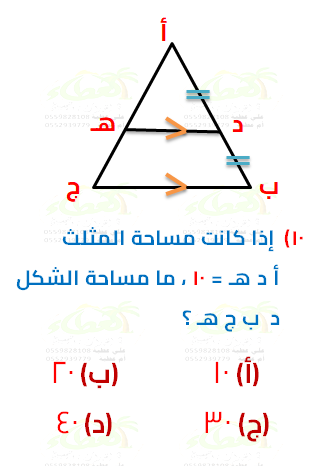 أ
هـ د
ج ب
١٠) إذا كانت مساحة المثلث
أ د هـ = ١٠ ، ما مساحة الشكل
د ب ج هـ ؟
(أ) ١٠ (ب) ٢٠
(ج) ٣٠ (د) ٤٠